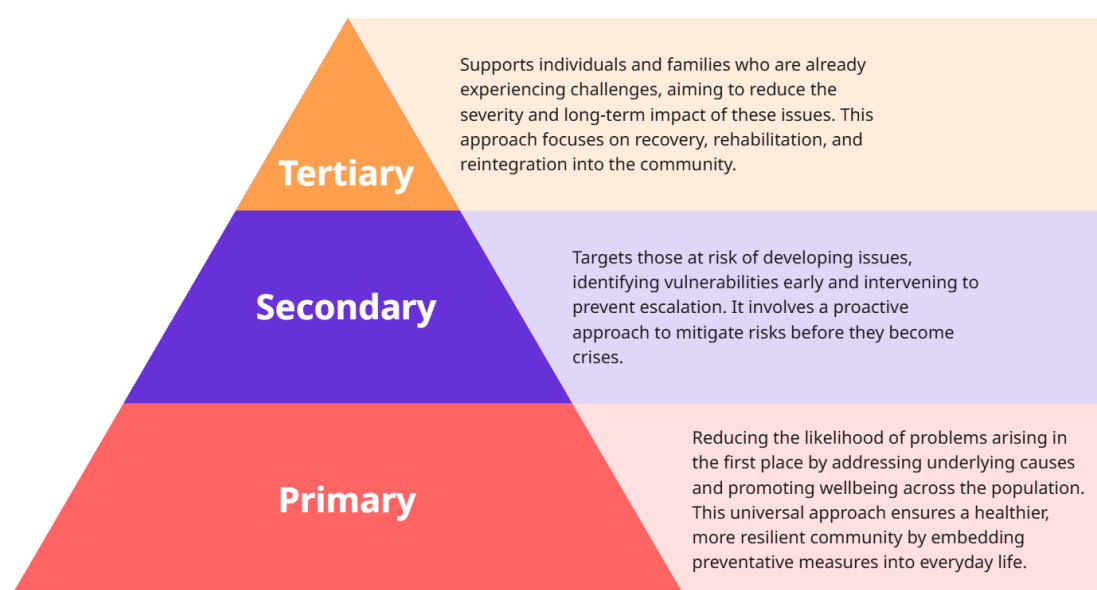 Supports individuals and families who are already
experiencing challenges, aiming to reduce the
severity and long-term impact of these issues. This
approach focuses on recovery, rehabilitation, and
reintegration into the community.
Tertiary
Targets those at risk of developing issues,
identifying vulnerabilities early and intervening to
prevent escalation. It involves a proactive
approach to mitigate risks before they become
crises.
Secondary
Reducing the likelihood of problems arising in
the first place by addressing underlying causes
and promoting wellbeing across the population.
This universal approach ensures a healthier,
more resilient community by embedding
preventative measures into everyday life.
Primary